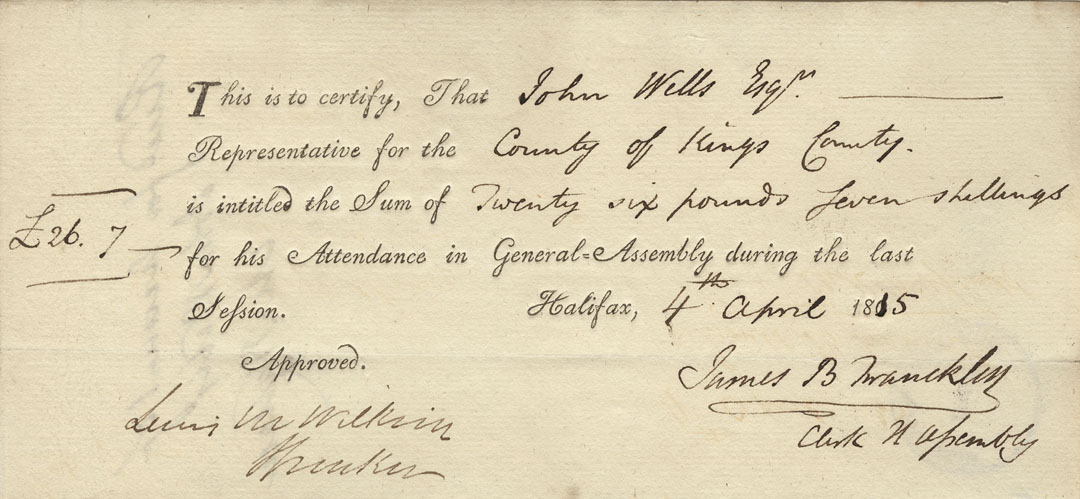 This is to certify, That John Wells Esqr.
Representative for the County of Kings County.
is intitled the Sum of Twenty six pounds seven shillings
£26. 7
for his Attendance in General=Assembly during the last
Seſsion. Halifax, 4th April 1815
Approved.
James B Franckling
Lewis M Wilkins
Speaker
Clerk H Aſsembly